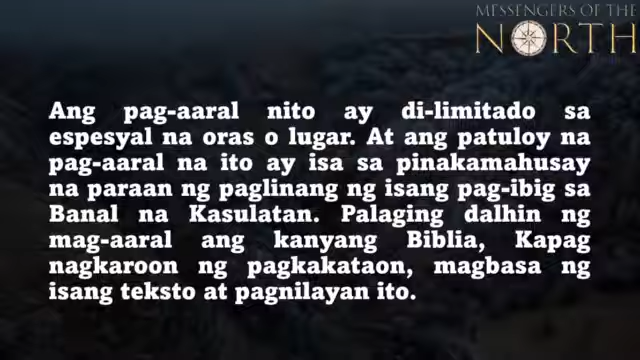 MESSENGERS OF THE
NORTH
Ang pag-aaral nito ay di-limitado sa
espesyal na oras o lugar. At ang patuloy na
pag-aaral na ito ay isa sa pinakamahusay
na paraan ng paglinang ng isang pag-ibig sa
Banal na Kasulatan. Palaging dalhin ng
mag-aaral ang kanyang Biblia, Kapag
nagkaroon ng pagkakataon, magbasa ng
isang teksto at pagnilayan ito.